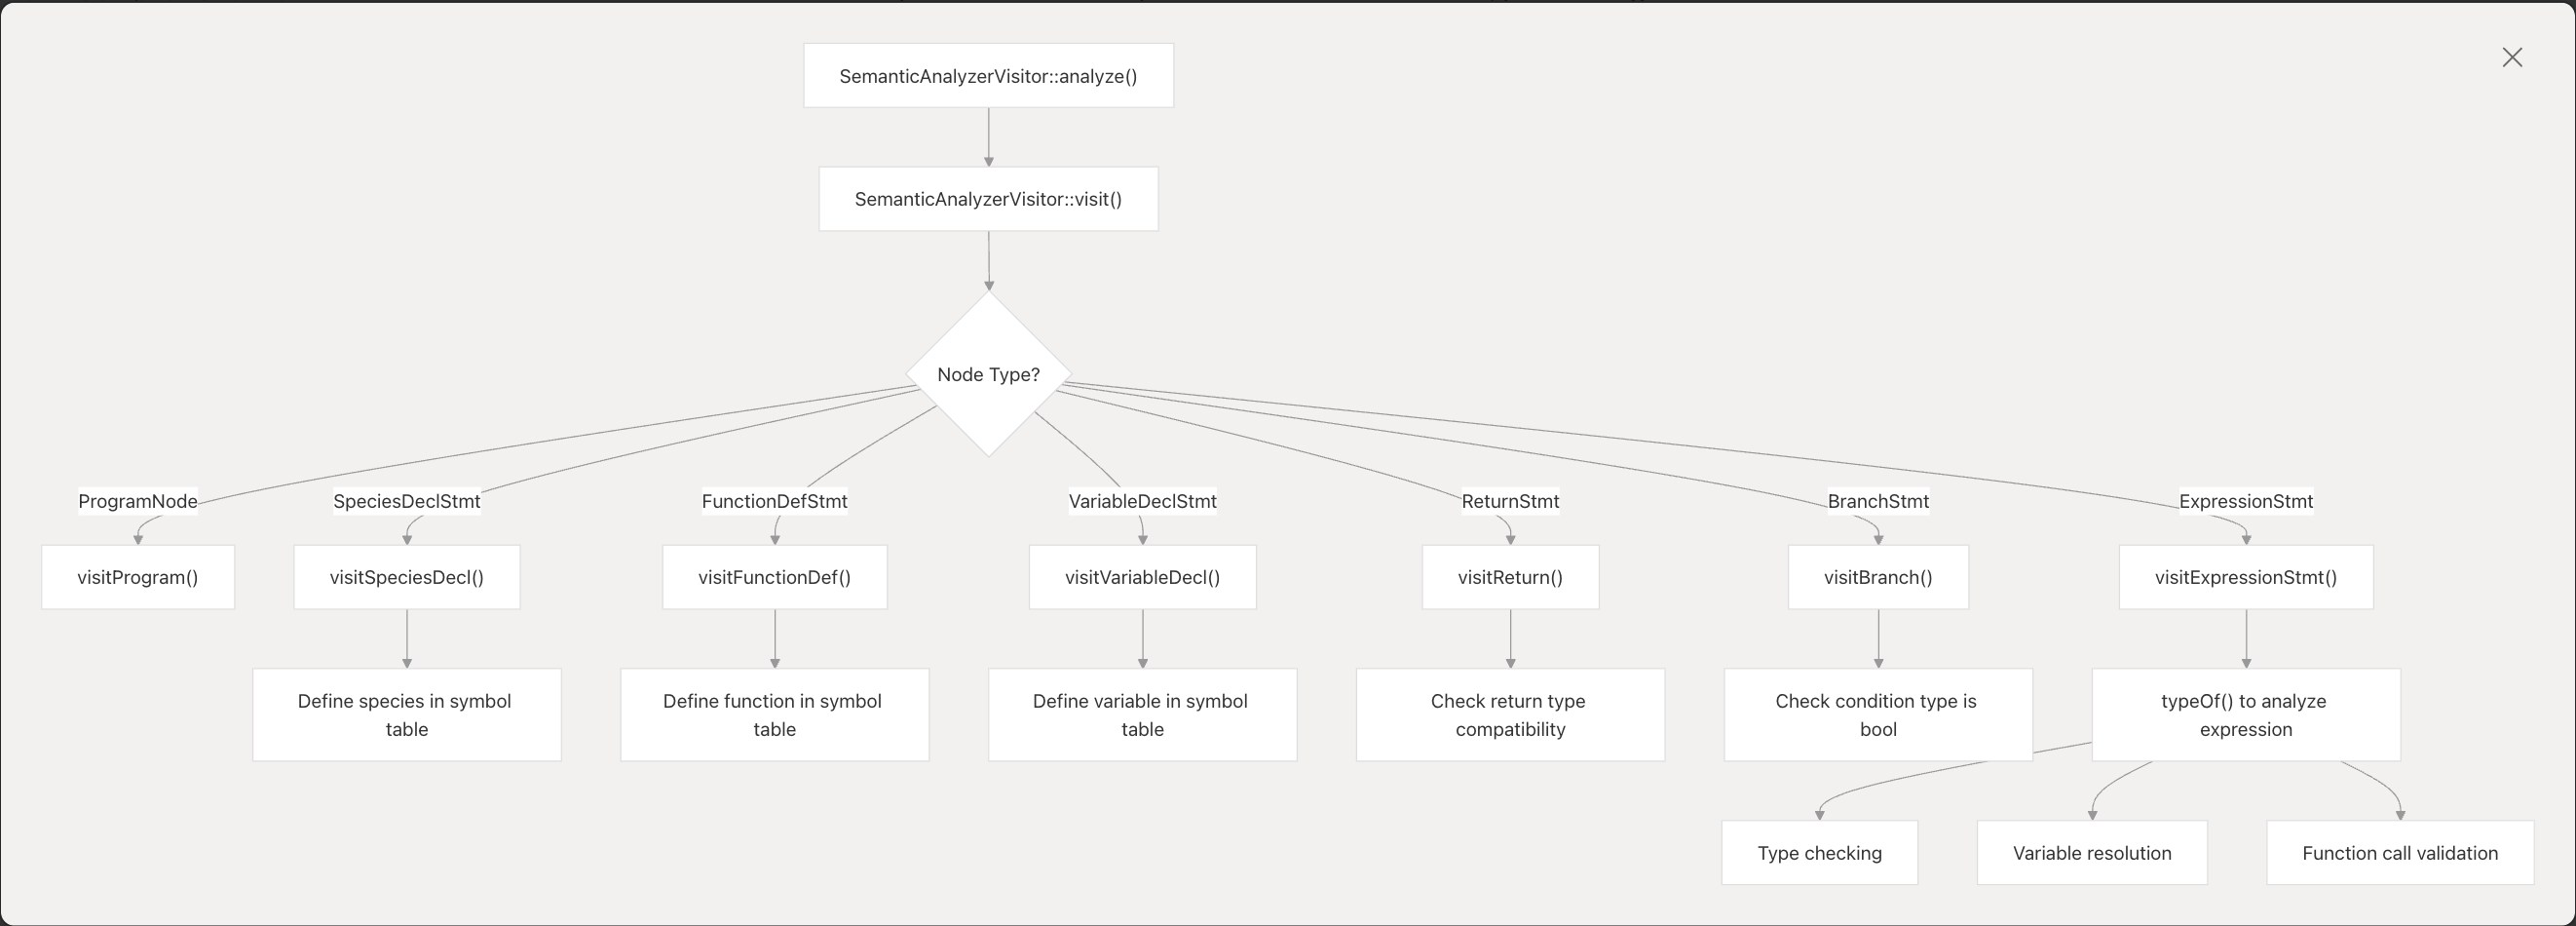 SemanticAnalyzerVisitor::analyze()
SemanticAnalyzerVisitor::visit()
Node Type?
ProgramNode
SpeciesDeclStmt
FunctionDefStmt
VariableDeclStmt
ReturnStmt
BranchStmt
ExpressionStmt
visitProgram()
visitSpeciesDecl()
visitFunctionDef()
visitVariableDecl()
visitReturn()
visitBranch()
visitExpressionStmt()
Define species in symbol
table
Define function in symbol
table
Define variable in symbol
table
Check return type
compatibility
Check condition type is
bool
typeOf() to analyze
expression
Type checking
Variable resolution
Function call validation